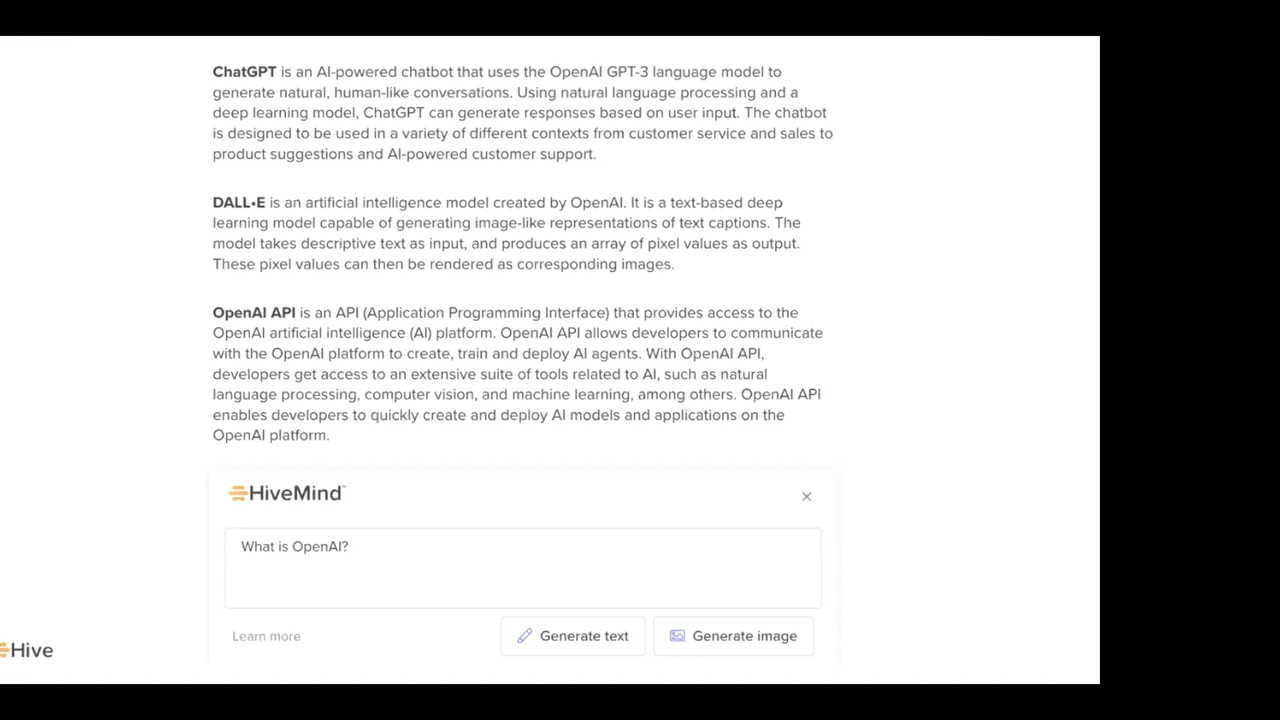 ChatGPT is an AI-powered chatbot that uses the OpenAI GPT-3 language model to
generate natural, human-like conversations. Using natural language processing and a
deep learning model, ChatGPT can generate responses based on user input. The chatbot
is designed to be used in a variety of different contexts from customer service and sales to
product suggestions and AI-powered customer support.
DALL•E is an artificial intelligence model created by OpenAI. It is a text-based deep
learning model capable of generating image-like representations of text captions. The
model takes descriptive text as input, and produces an array of pixel values as output.
These pixel values can then be rendered as corresponding images.
OpenAI API is an API (Application Programming Interface) that provides access to the
OpenAI artificial intelligence (AI) platform. OpenAI API allows developers to communicate
with the OpenAI platform to create, train and deploy AI agents. With OpenAI API,
developers get access to an extensive suite of tools related to AI, such as natural
language processing, computer vision, and machine learning, among others. OpenAI API
enables developers to quickly create and deploy AI models and applications on the
OpenAI platform.
HiveMind™
What is OpenAI?
Learn more
Generate text
Generate image
Hive